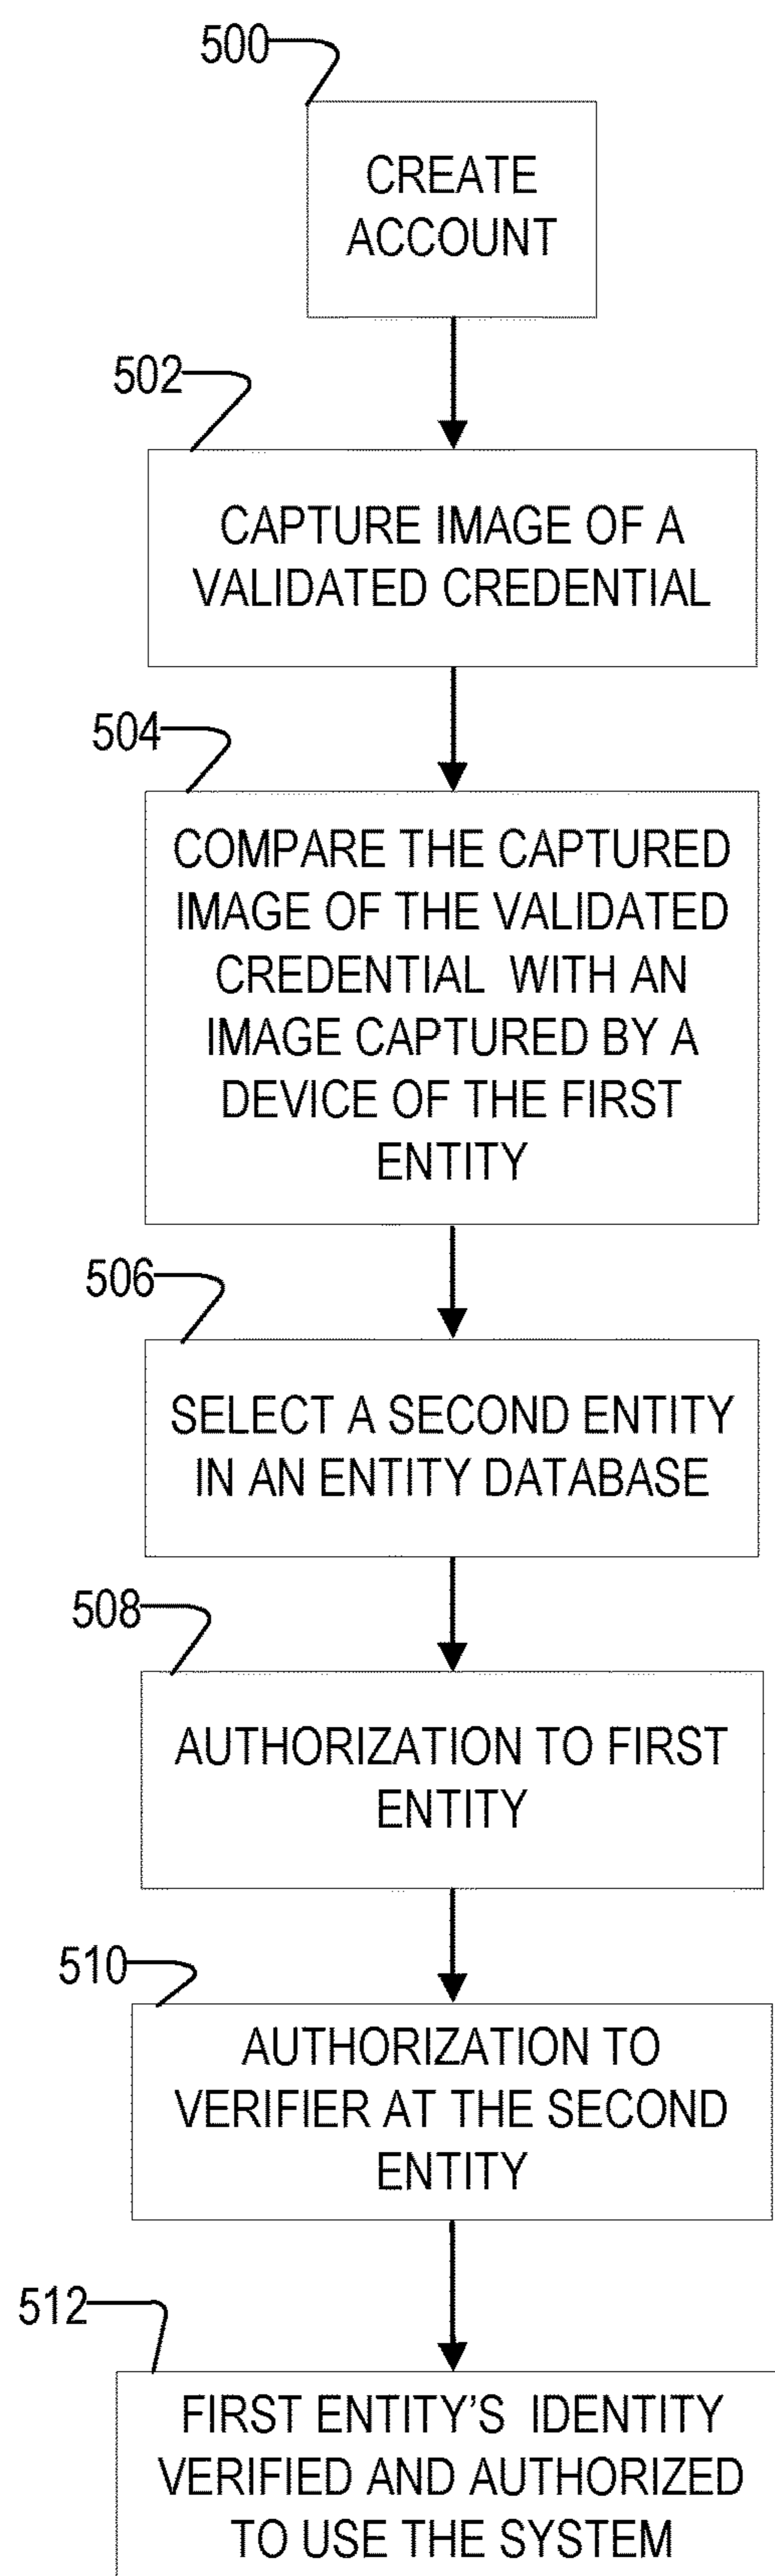 500
CREATE
ACCOUNT
502
CAPTURE IMAGE OF A
VALIDATED CREDENTIAL
504
COMPARE THE CAPTURED
IMAGE OF THE VALIDATED
CREDENTIAL WITH AN
IMAGE CAPTURED BY A
DEVICE OF THE FIRST
ENTITY
506
SELECT A SECOND ENTITY
IN AN ENTITY DATABASE
508
AUTHORIZATION TO FIRST
ENTITY
510
AUTHORIZATION TO
VERIFIER AT THE SECOND
ENTITY
512
FIRST ENTITY’S IDENTITY
VERIFIED AND AUTHORIZED
TO USE THE SYSTEM